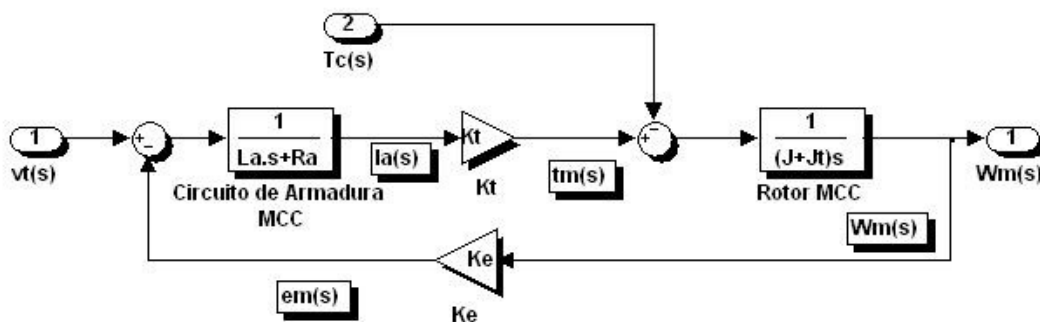 2
Tc(s)
1
vt(s)
+
-
1
La.s+Ra
Circuito de Armadura
MCC
Ia(s)
Kt
Kt
tm(s)
-
+
1
(J+Jt)s
Rotor MCC
1
Wm(s)
Wm(s)
Ke
Ke
em(s)